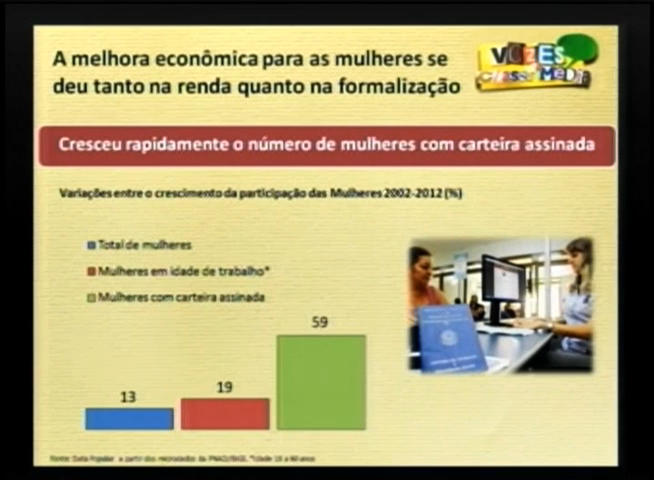 A melhora econômica para as mulheres se
deu tanto na renda quanto na formalização
VOZES
CLASSE MÉDIA
Cresceu rapidamente o número de mulheres com carteira assinada
Variações entre o crescimento da participação das Mulheres 2002-2012 (%)
Total de mulheres
Mulheres em idade de trabalho*
Mulheres com carteira assinada
59
19
13
Fonte: Data Popular a partir dos microdados da PNAD/IBGE. *Idade